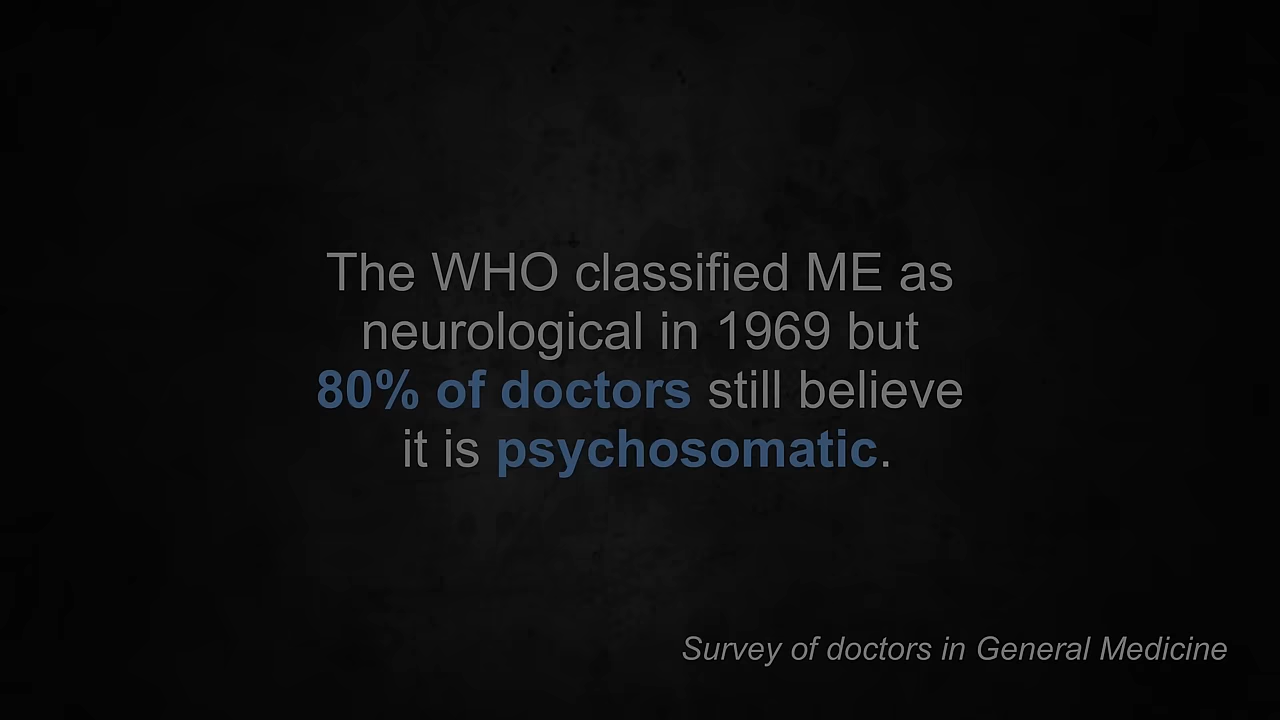 The WHO classified ME as
neurological in 1969 but
80% of doctors still believe
it is psychosomatic.
Survey of doctors in General Medicine